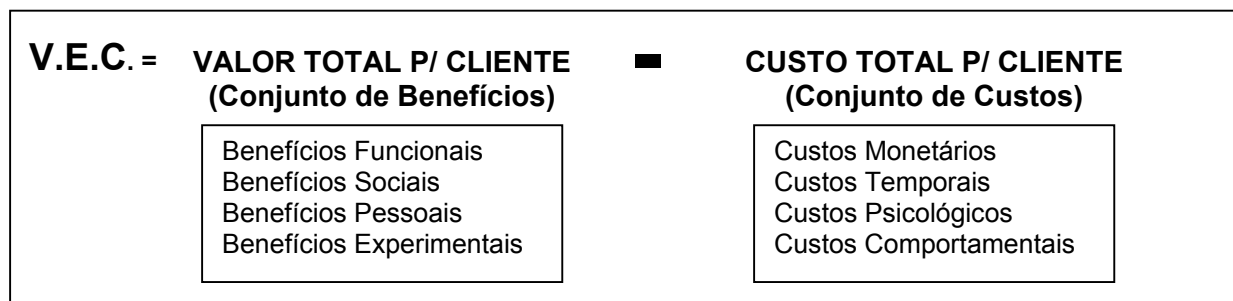 V.E.C. = VALOR TOTAL P/ CLIENTE - CUSTO TOTAL P/ CLIENTE
(Conjunto de Benefícios) (Conjunto de Custos)
Benefícios Funcionais
Benefícios Sociais
Benefícios Pessoais
Benefícios Experimentais
Custos Monetários
Custos Temporais
Custos Psicológicos
Custos Comportamentais